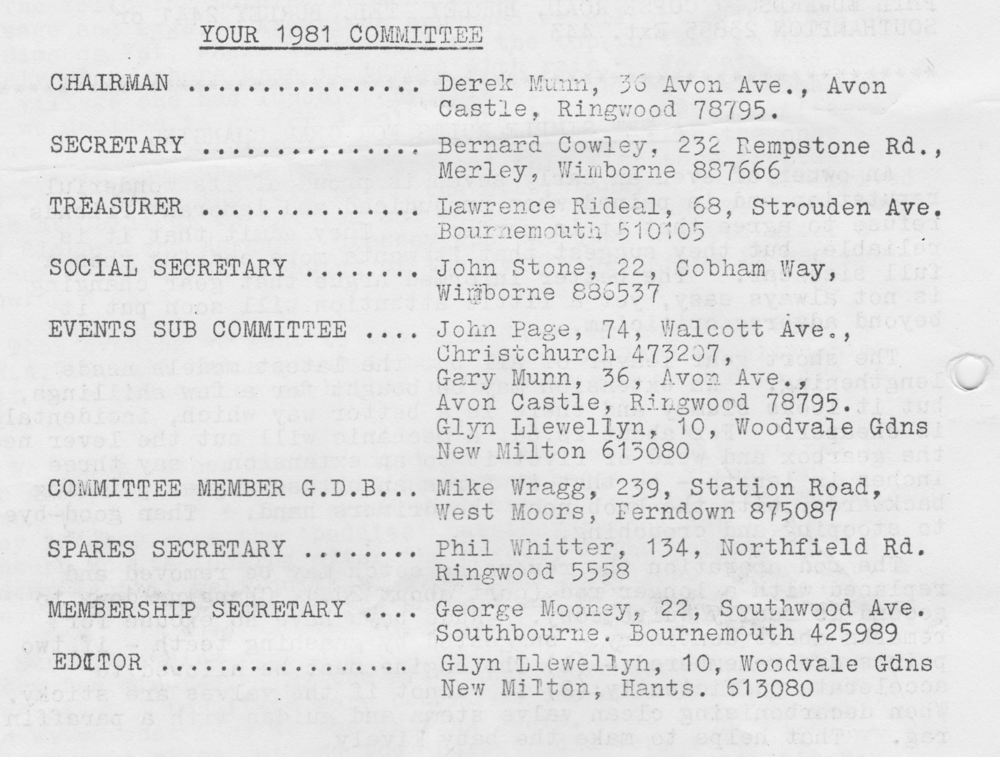 YOUR 1981 COMMITTEE
CHAIRMAN ................ Derek Munn, 36 Avon Ave., Avon
Castle, Ringwood 78795.
SECRETARY ............... Bernard Cowley, 232 Rempstone Rd.,
Merley, Wimborne 887666
TREASURER ............... Lawrence Rideal, 68, Strouden Ave.
Bournemouth 510105
SOCIAL SECRETARY ........ John Stone, 22, Cobham Way,
Wimborne 886537
EVENTS SUB COMMITTEE .... John Page, 74, Walcott Ave.,
Christchurch 473207,
Gary Munn, 36, Avon Ave.,
Avon Castle, Ringwood 78795.
Glyn Llewellyn, 10, Woodvale Gdns
New Milton 613080
COMMITTEE MEMBER G.D.B... Mike Wragg, 239, Station Road,
West Moors, Ferndown 875087
SPARES SECRETARY ........ Phil Whitter, 134, Northfield Rd.
Ringwood 5558
MEMBERSHIP SECRETARY .... George Mooney, 22, Southwood Ave.
Southbourne. Bournemouth 425989
EDITOR ................. Glyn Llewellyn, 10, Woodvale Gdns
New Milton, Hants. 613080